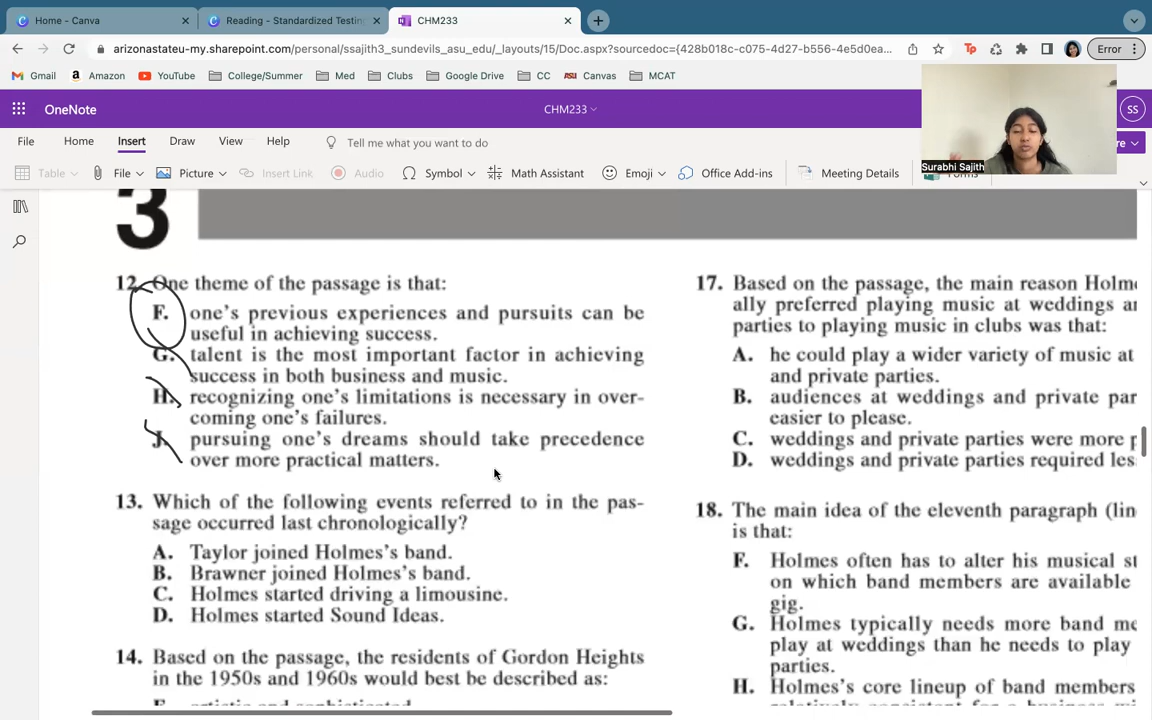 Home - Canva
Reading - Standardized Testing
CHM233
arizonastateu-my.sharepoint.com/personal/ssajith3_sundevils_asu_edu/_layouts/15/Doc.aspx?sourcedoc={428b018c-c075-4d27-b556-4e5d0ea...
Error
Gmail
Amazon
YouTube
College/Summer
Med
Clubs
Google Drive
CC
Canvas
MCAT
OneNote
CHM233
SS
File
Home
Insert
Draw
View
Help
Tell me what you want to do
Surabhi Sajith
Table
File
Picture
Insert Link
Audio
Symbol
Math Assistant
Emoji
Office Add-ins
Meeting Details
3
12. One theme of the passage is that:
F. one's previous experiences and pursuits can be
useful in achieving success.
G. talent is the most important factor in achieving
success in both business and music.
H. recognizing one's limitations is necessary in over-
coming one's failures.
J. pursuing one's dreams should take precedence
over more practical matters.
13. Which of the following events referred to in the pas-
sage occurred last chronologically?
A. Taylor joined Holmes's band.
B. Brawner joined Holmes's band.
C. Holmes started driving a limousine.
D. Holmes started Sound Ideas.
14. Based on the passage, the residents of Gordon Heights
in the 1950s and 1960s would best be described as:
17. Based on the passage, the main reason Holm
ally preferred playing music at weddings an
parties to playing music in clubs was that:
A. he could play a wider variety of music at
and private parties.
B. audiences at weddings and private par
easier to please.
C. weddings and private parties were more p
D. weddings and private parties required les
18. The main idea of the eleventh paragraph (lin
is that:
F. Holmes often has to alter his musical st
on which band members are available
gig.
G. Holmes typically needs more band me
play at weddings than he needs to play
parties.
H. Holmes's core lineup of band members